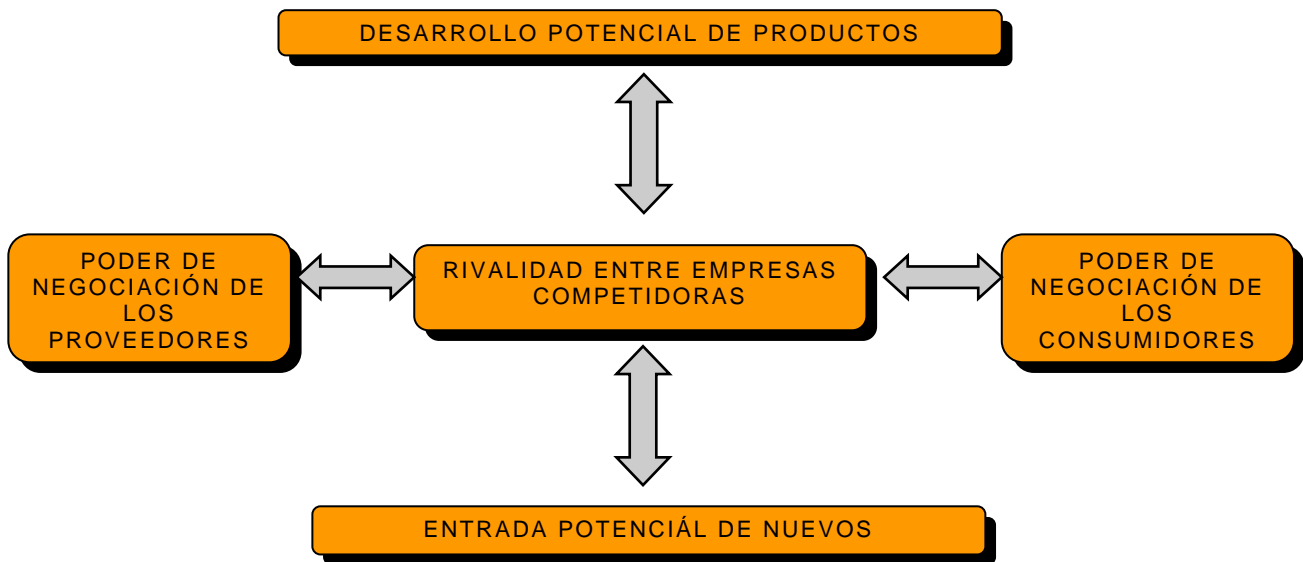 DESARROLLO POTENCIAL DE PRODUCTOS
PODER DE
NEGOCIACIÓN DE
LOS
PROVEEDORES
RIVALIDAD ENTRE EMPRESAS
COMPETIDORAS
PODER DE
NEGOCIACIÓN DE
LOS
CONSUMIDORES
ENTRADA POTENCIÁL DE NUEVOS